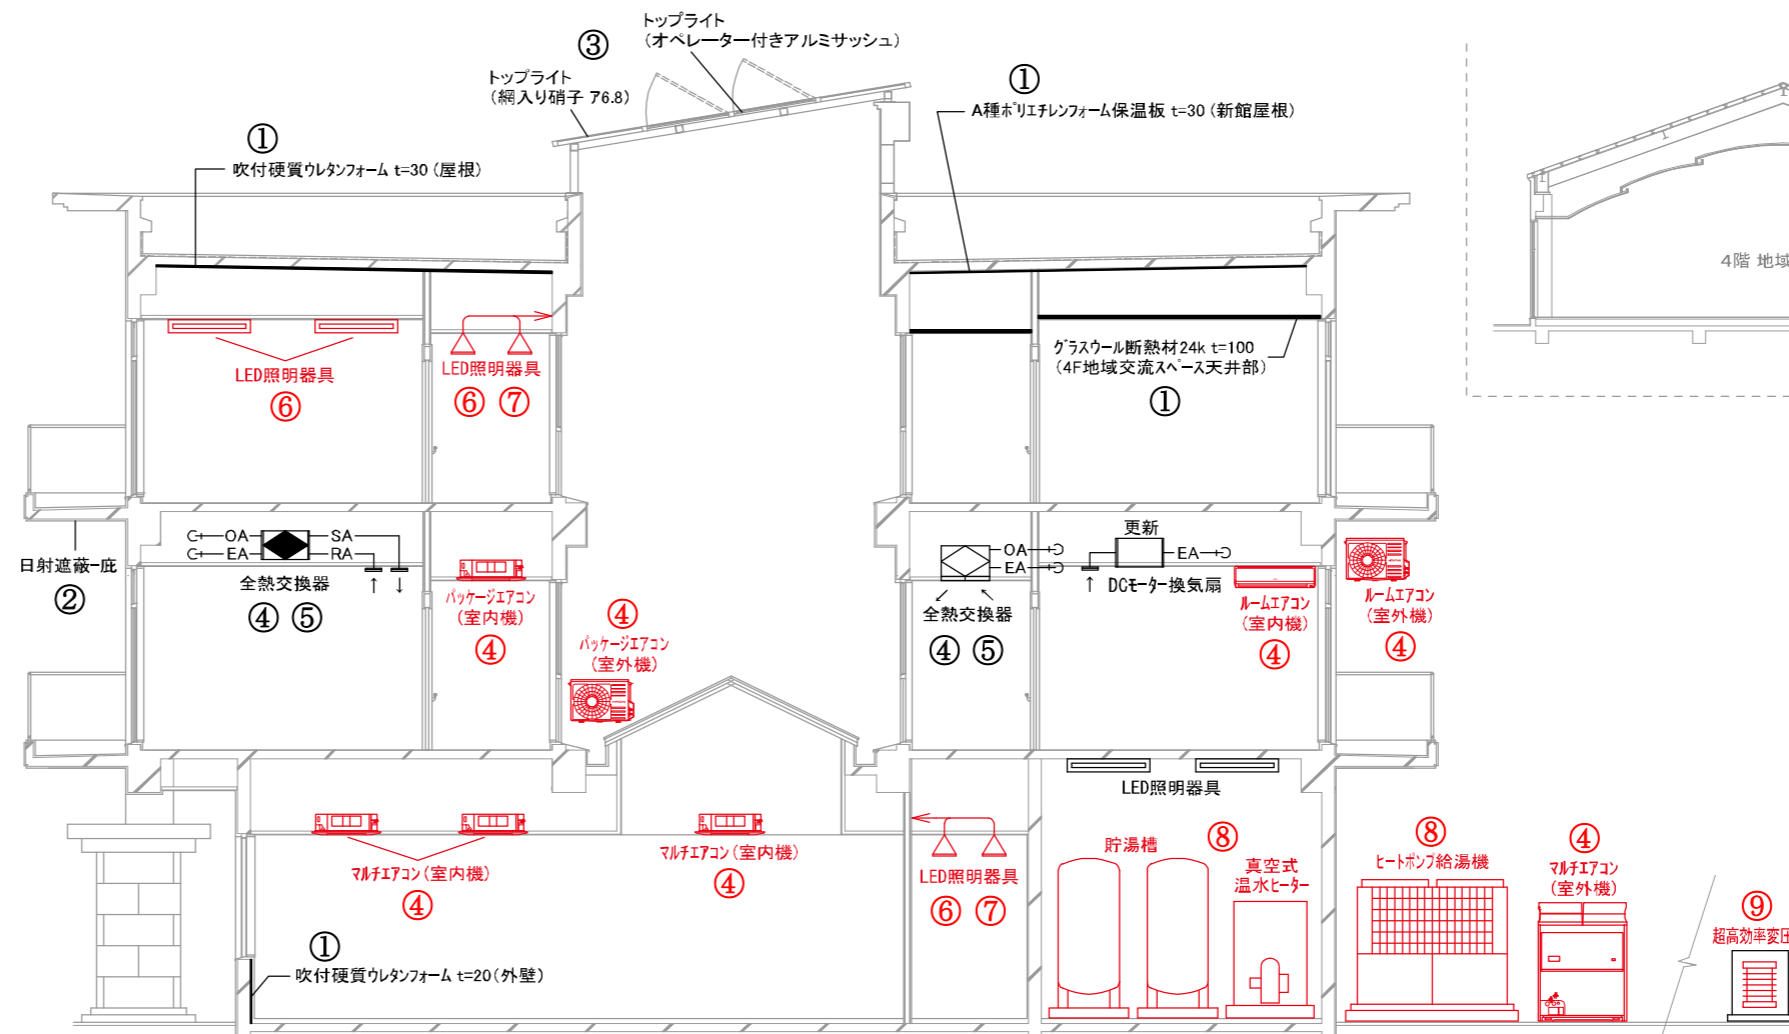 トップライト
(オペレーター付きアルミサッシュ)
③
トップライト
(網入り硝子 ｱ6.8)
①
A種ﾎﾟﾘｴﾁﾚﾝﾌｫｰﾑ保温板 t=30 (新館屋根)
①
吹付硬質ｳﾚﾀﾝﾌｫｰﾑ t=30 (屋根)
4階 地域
LED照明器具
⑥
LED照明器具
⑥ ⑦
ｸﾞﾗｽｳｰﾙ断熱材24k t=100
(4F地域交流ｽﾍﾟｰｽ天井部)
①
日射遮蔽-庇
②
OA
EA
SA
RA
全熱交換器
↑ ↓
④ ⑤
ﾊﾟｯｹｰｼﾞｴｱｺﾝ
(室内機)
④
④
ﾊﾟｯｹｰｼﾞｴｱｺﾝ
(室外機)
OA
EA
全熱交換器
④ ⑤
更新
EA
↑ DCﾓｰﾀｰ換気扇
ﾙｰﾑｴｱｺﾝ
(室内機)
④
ﾙｰﾑｴｱｺﾝ
(室外機)
④
LED照明器具
ﾏﾙﾁｴｱｺﾝ(室内機)
④
ﾏﾙﾁｴｱｺﾝ(室内機)
④
LED照明器具
⑥ ⑦
貯湯槽
⑧
真空式
温水ﾋｰﾀｰ
⑧
ﾋｰﾄﾎﾟﾝﾌﾟ給湯機
④
ﾏﾙﾁｴｱｺﾝ
(室外機)
⑨
超高効率変圧
①
吹付硬質ｳﾚﾀﾝﾌｫｰﾑ t=20(外壁)